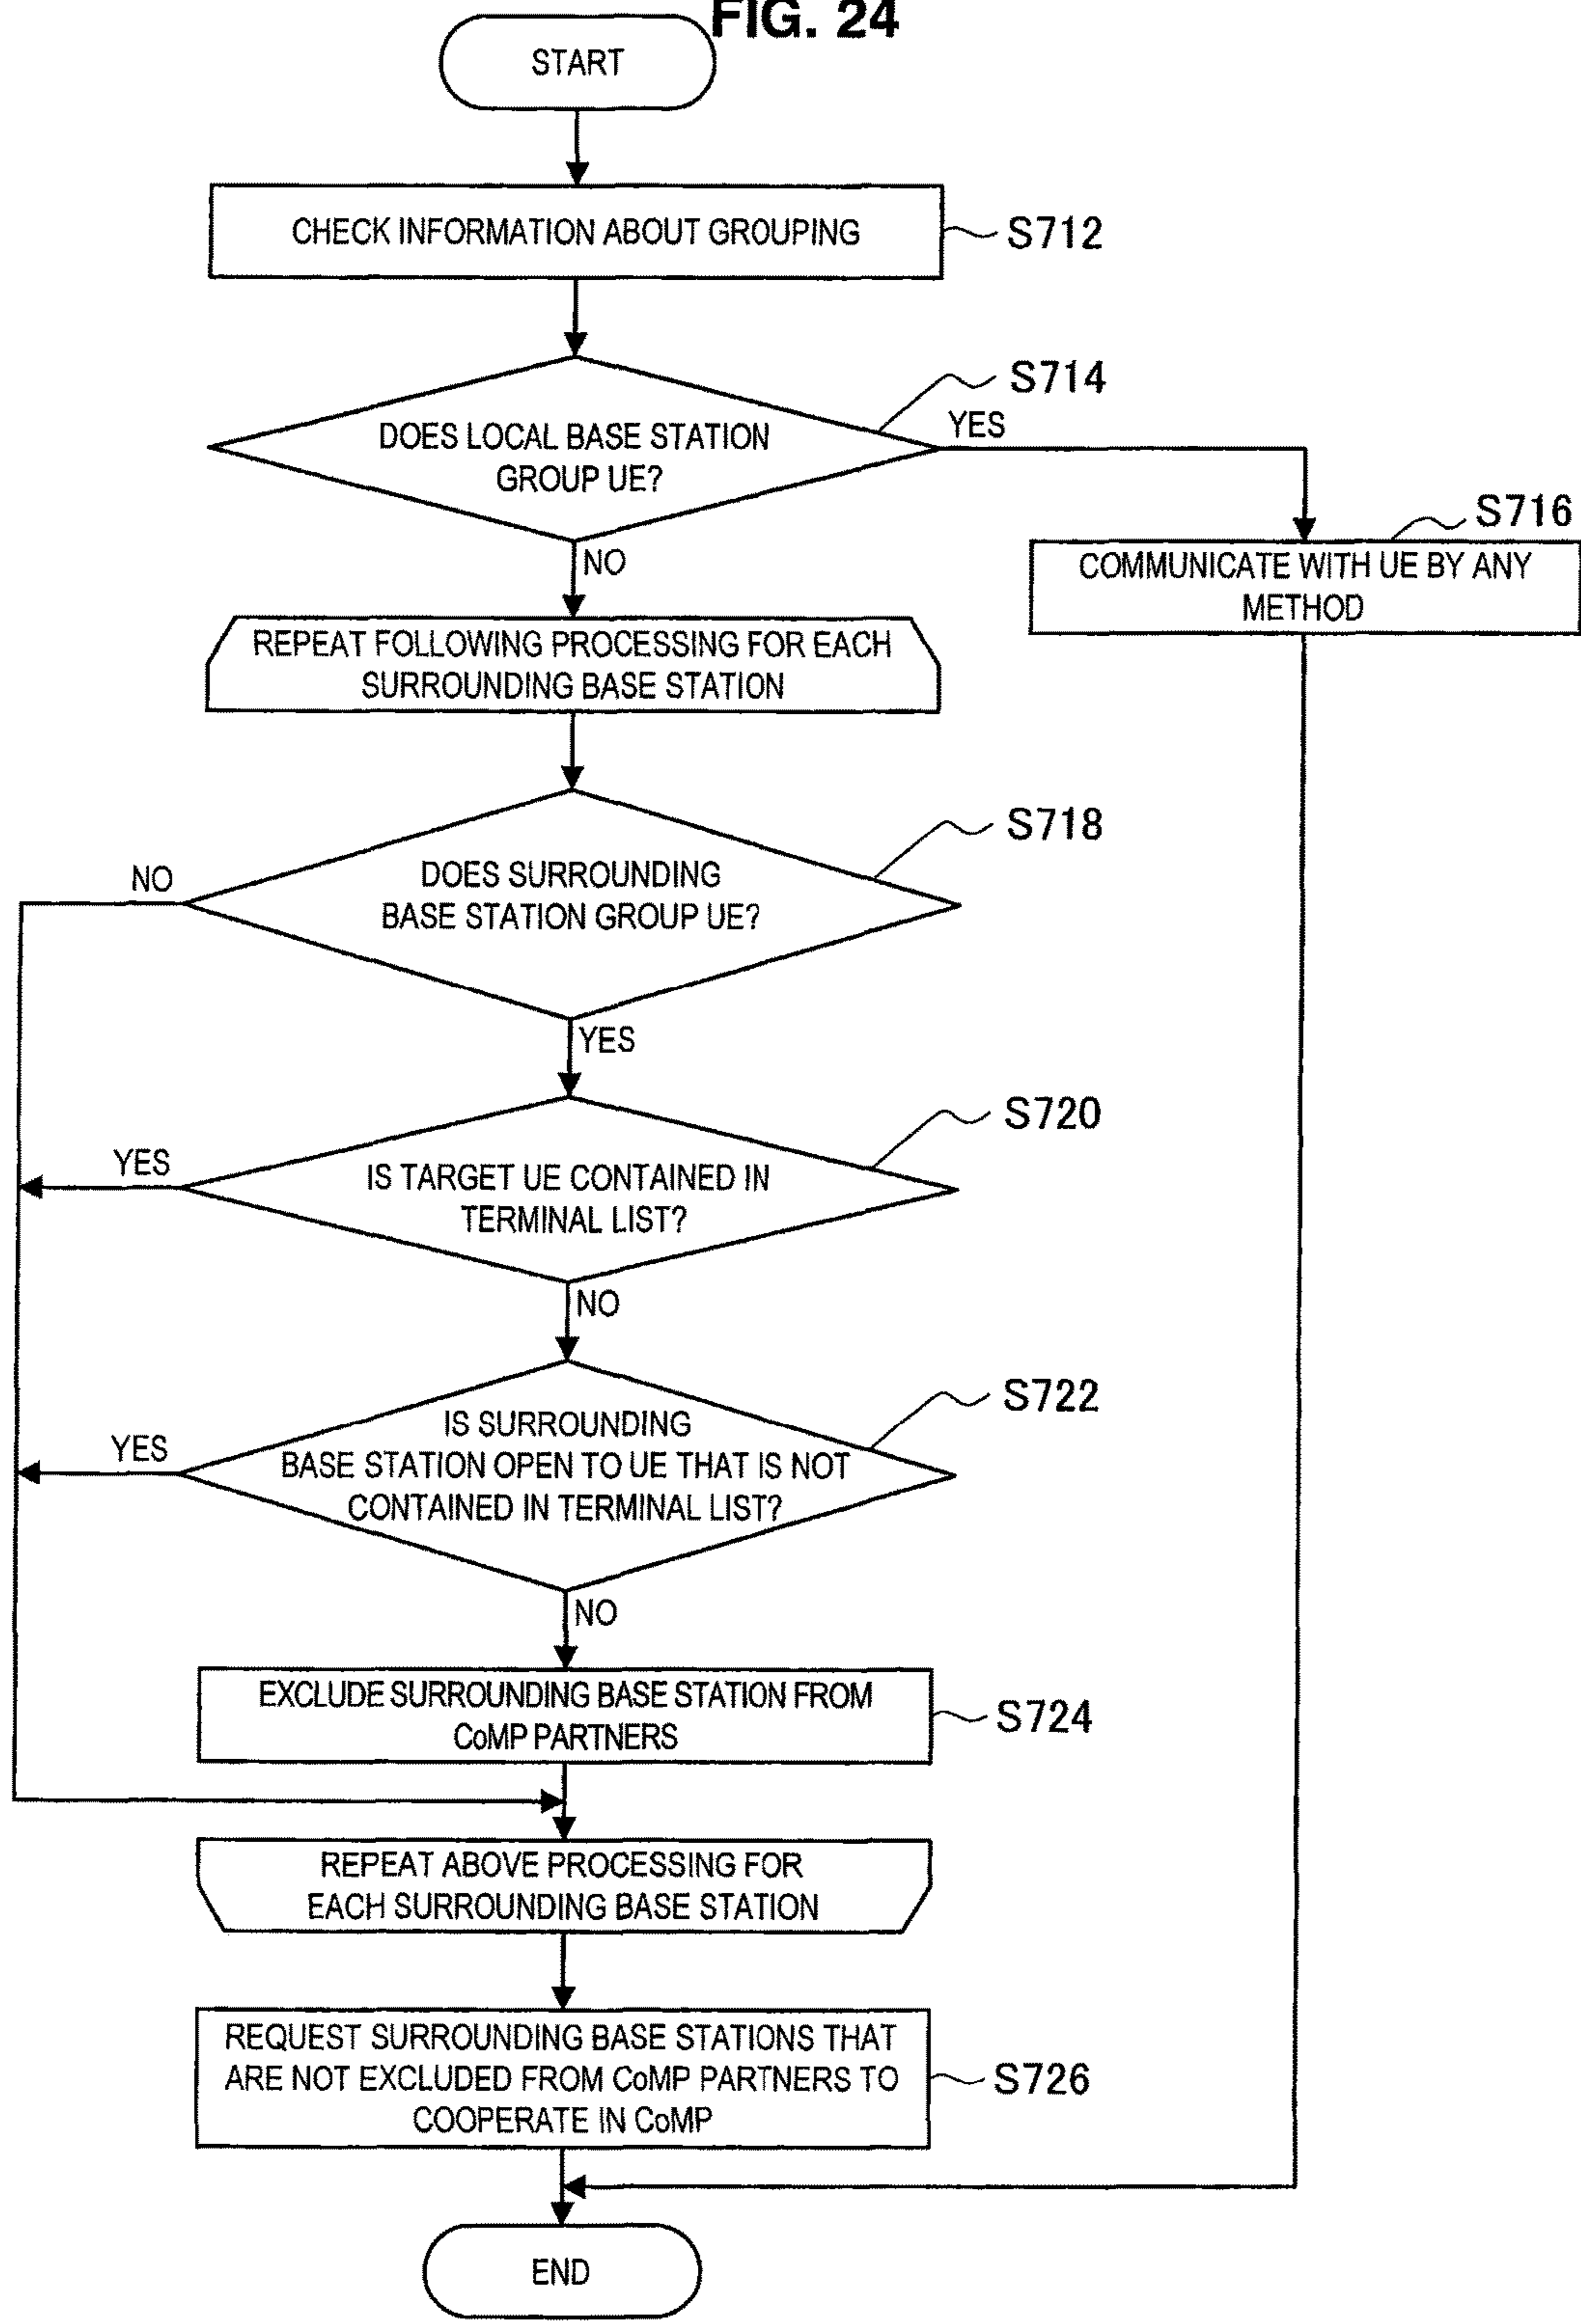 FIG. 24
START
CHECK INFORMATION ABOUT GROUPING
S712
S714
DOES LOCAL BASE STATION
GROUP UE?
YES
NO
S716
COMMUNICATE WITH UE BY ANY
METHOD
REPEAT FOLLOWING PROCESSING FOR EACH
SURROUNDING BASE STATION
S718
DOES SURROUNDING
BASE STATION GROUP UE?
NO
YES
S720
IS TARGET UE CONTAINED IN
TERMINAL LIST?
YES
NO
S722
IS SURROUNDING
BASE STATION OPEN TO UE THAT IS NOT
CONTAINED IN TERMINAL LIST?
YES
NO
EXCLUDE SURROUNDING BASE STATION FROM
CoMP PARTNERS
S724
REPEAT ABOVE PROCESSING FOR
EACH SURROUNDING BASE STATION
REQUEST SURROUNDING BASE STATIONS THAT
ARE NOT EXCLUDED FROM CoMP PARTNERS TO
COOPERATE IN CoMP
S726
END